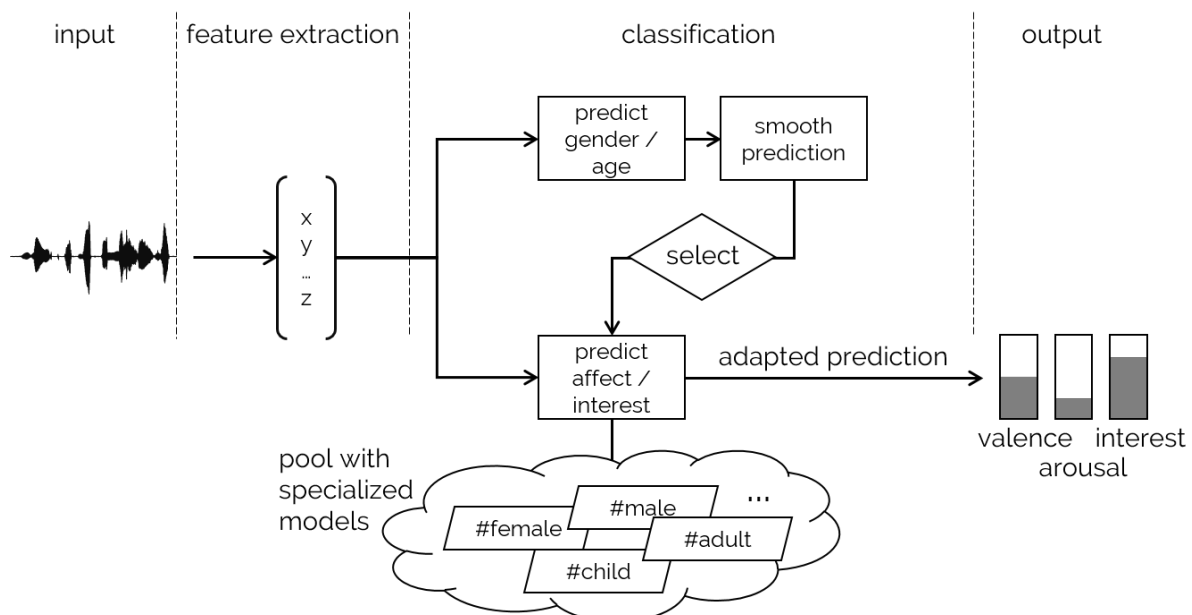 input
feature extraction
classification
output
predict
gender /
age
smooth
prediction
x
y
...
z
select
predict
affect /
interest
adapted prediction
valence
interest
arousal
pool with
specialized
models
...
#male
#female
#adult
#child